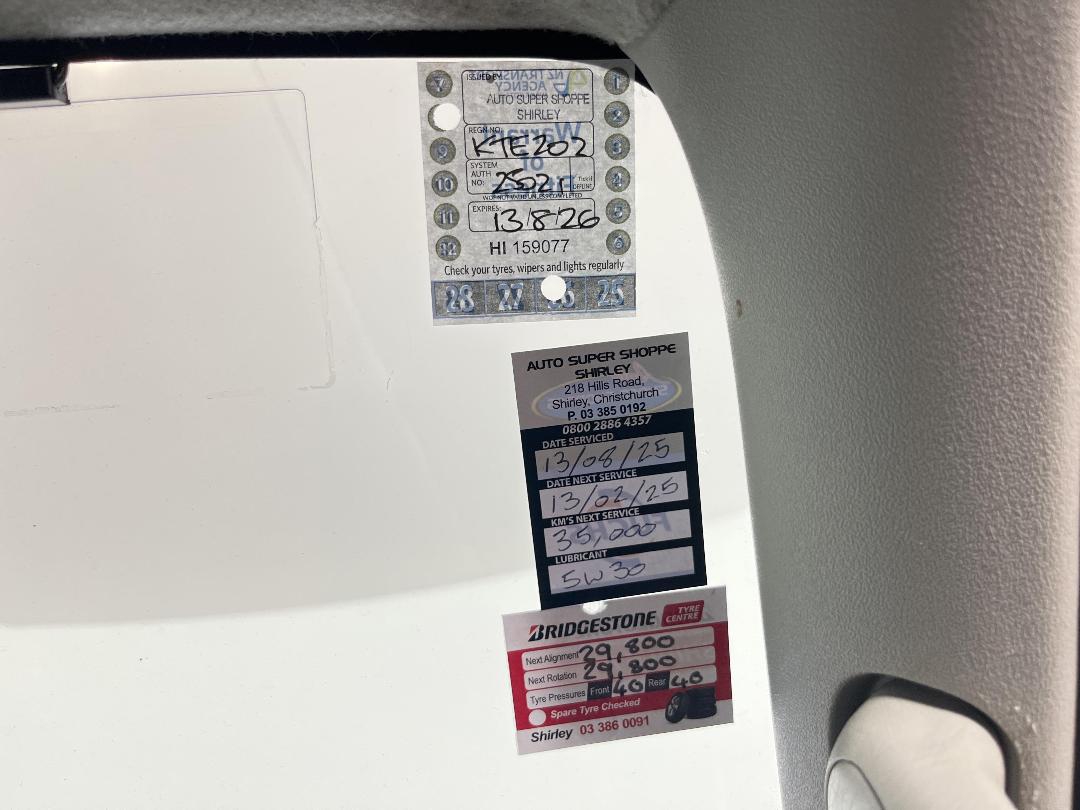 ISSUED BY
NZ TRANSPORT
AGENCY
AUTO SUPER SHOPPE
SHIRLEY
Warrant
of
REGN NO.
KTE202
SYSTEM
AUTH
NO:
EXPIRES:
13/8/26
HI 159077
Check your tyres, wipers and lights regularly
7
9
10
11
12
1
2
3
4
5
6
28 27 26 25
AUTO SUPER SHOPPE
SHIRLEY
218 Hills Road,
Shirley, Christchurch
P. 03 385 0192
0800 2886 4357
DATE SERVICED
13/08/25
DATE NEXT SERVICE
13/02/25
KM'S NEXT SERVICE
35,000
LUBRICANT
5W30
BRIDGESTONE TYRE
CENTRE
Next Alignment 29,800
Next Rotation 29,800
Tyre Pressures Front 40 Rear 40
Spare Tyre Checked
Shirley 03 386 0091